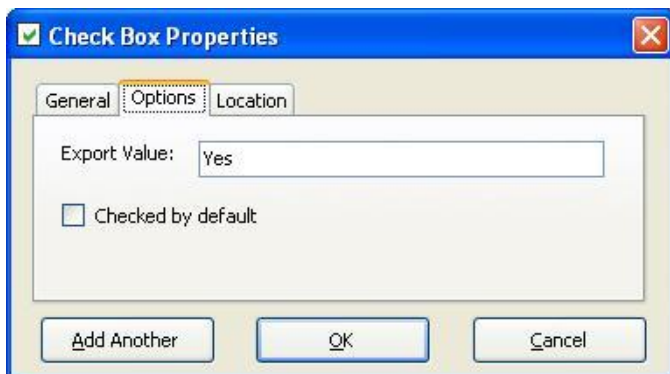 Check Box Properties
General Options Location
Export Value: Yes
Checked by default
Add Another OK Cancel